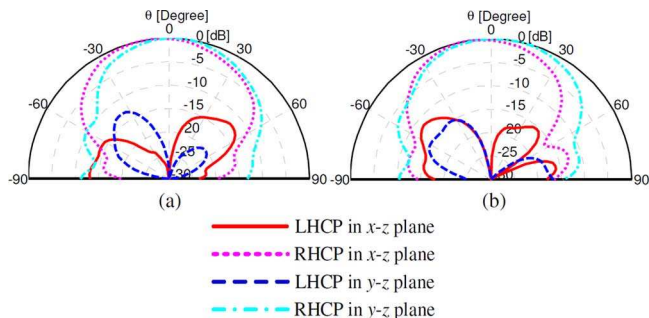 θ [Degree]
0
0 [dB]
-30
30
-5
-60
-10
60
-15
-20
-25
-30
-90
90
(a)
θ [Degree]
0
0 [dB]
-30
30
-5
-60
-10
60
-15
-20
-25
-90
90
(b)
LHCP in x-z plane
RHCP in x-z plane
LHCP in y-z plane
RHCP in y-z plane